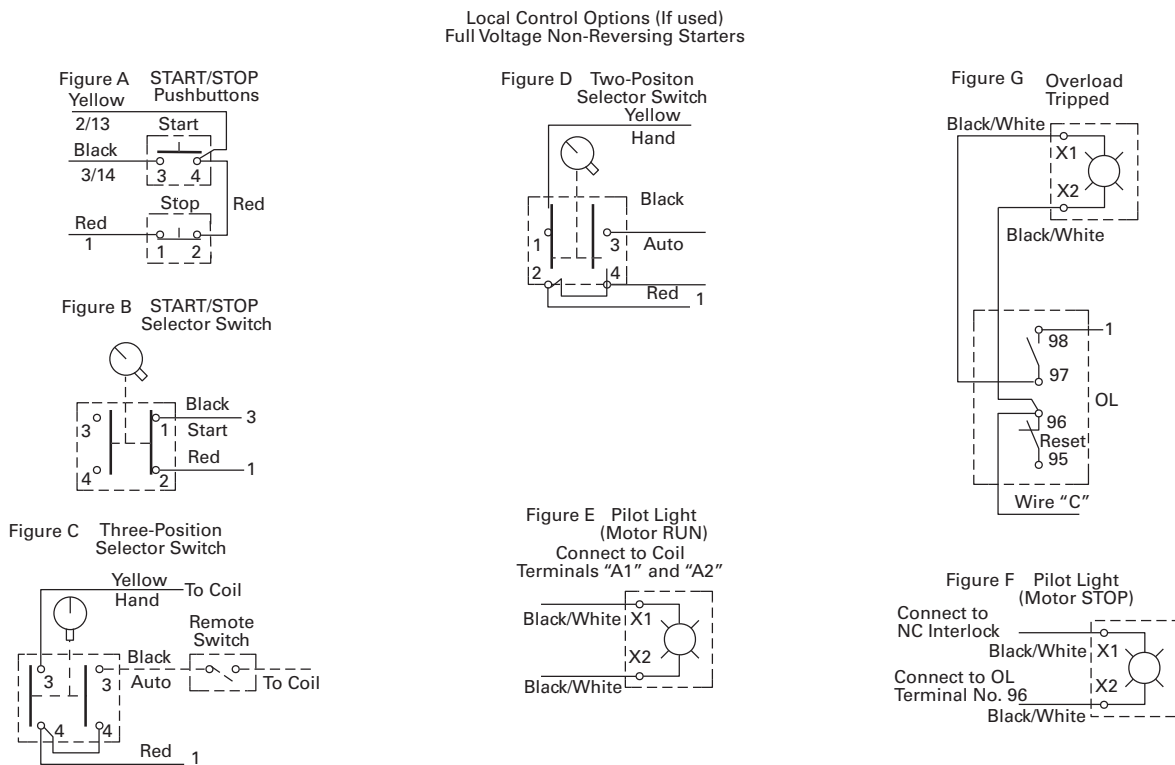 Local Control Options (If used)
Full Voltage Non-Reversing Starters
Figure A START/STOP
Pushbuttons
Yellow
2/13 Start
Black
3/14 3 4
Stop
Red
Red
1 1 2
Figure B START/STOP
Selector Switch
Black
3
3 1
Start
Red
1
4 2
Figure C Three-Position
Selector Switch
Yellow
To Coil
Hand
Remote
Switch
Black
3 3
Auto
To Coil
4 4
Red 1
Figure D Two-Positon
Selector Switch
Yellow
Hand
Black
1 3
Auto
2 4
Red 1
Figure E Pilot Light
(Motor RUN)
Connect to Coil
Terminals “A1” and “A2”
Black/White X1
X2
Black/White
Figure G Overload
Tripped
Black/White
X1
X2
Black/White
1
98
97
OL
96
Reset
95
Wire “C”
Figure F Pilot Light
(Motor STOP)
Connect to
NC Interlock
Black/White X1
Connect to OL
Terminal No. 96
X2
Black/White